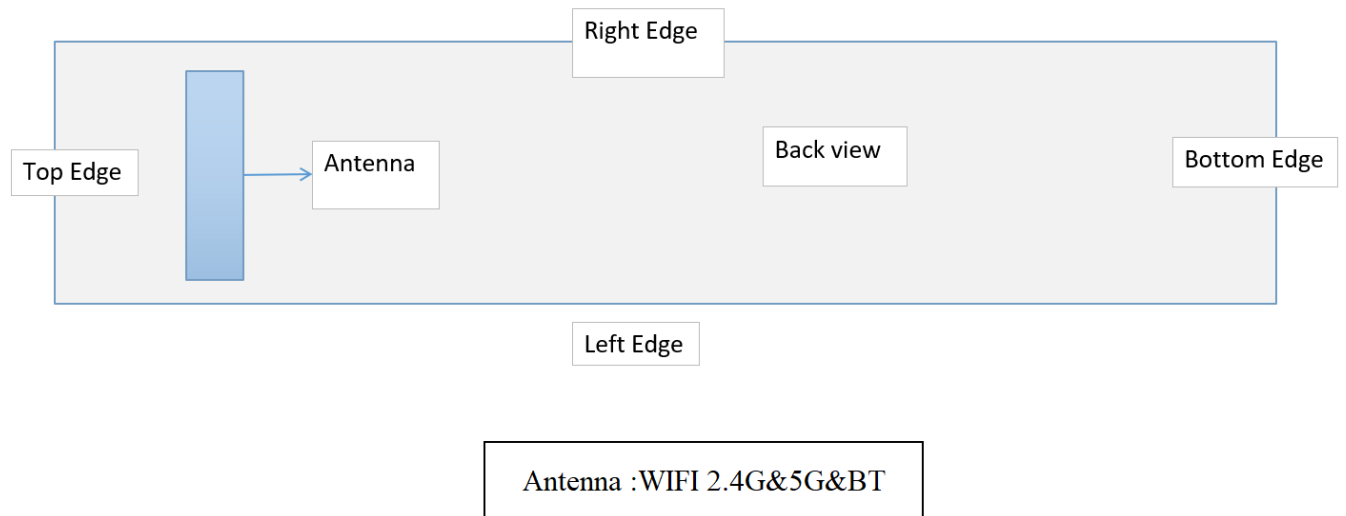 Right Edge
Back view
Antenna
Top Edge
Bottom Edge
Left Edge
Antenna :WIFI 2.4G&5G&BT